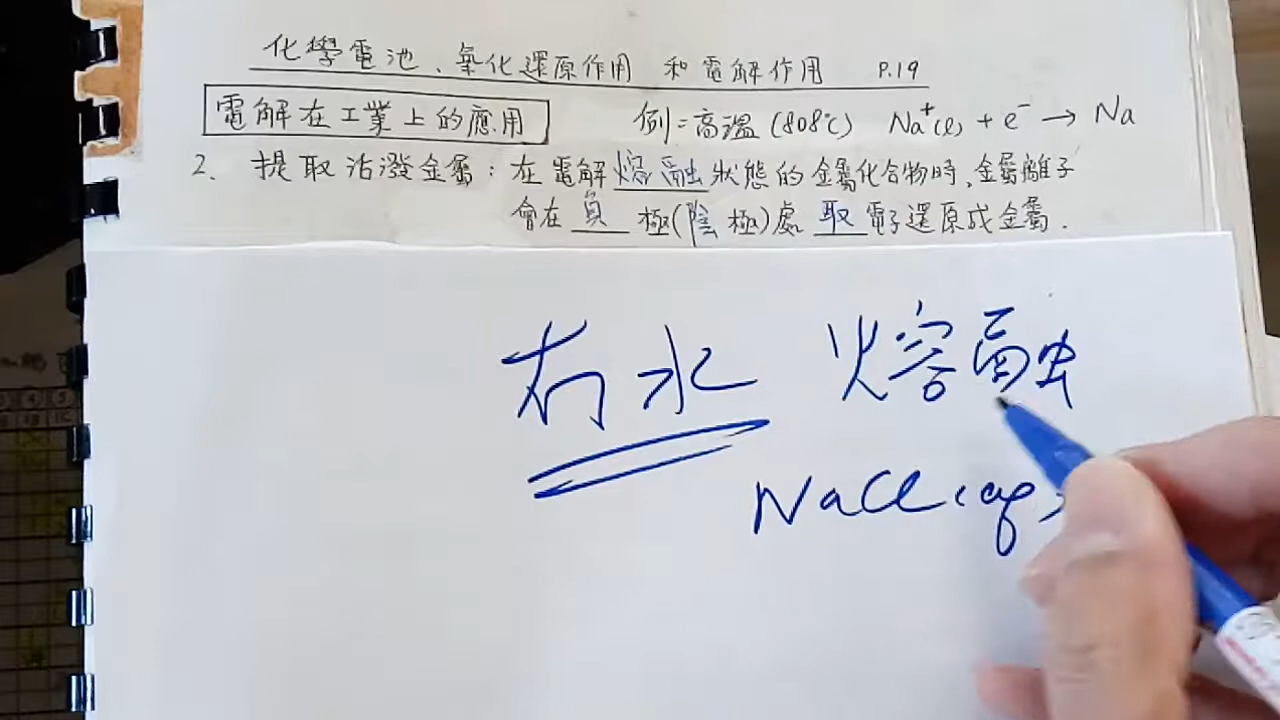 化學電池、氧化還原作用 和電解作用 P.19
電解在工業上的應用 例=高溫(808℃) Na⁺(l) + e⁻ → Na
2. 提取活潑金屬:在電解熔融狀態的金屬化合物時,金屬離子
會在負極(陰極)處取電子還原成金屬.
冇水 熔融
NaCl(aq)